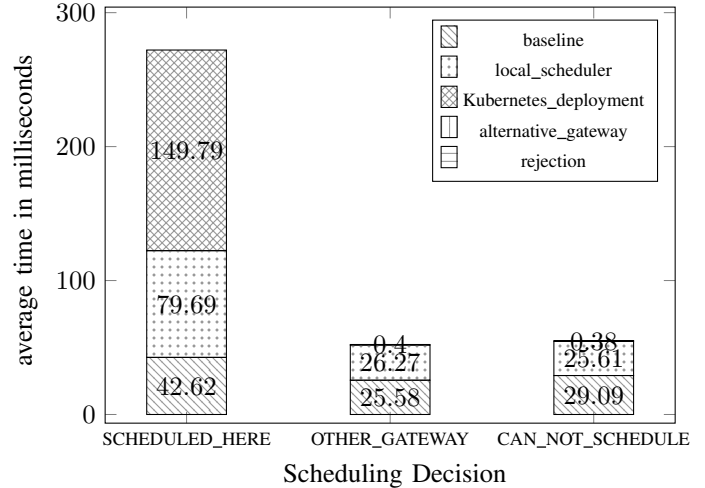 300
200
100
0
average time in milliseconds
baseline
local_scheduler
Kubernetes_deployment
alternative_gateway
rejection
149.79
79.69
42.62
0.4
26.27
25.58
0.38
25.61
29.09
SCHEDULED_HERE
OTHER_GATEWAY
CAN_NOT_SCHEDULE
Scheduling Decision